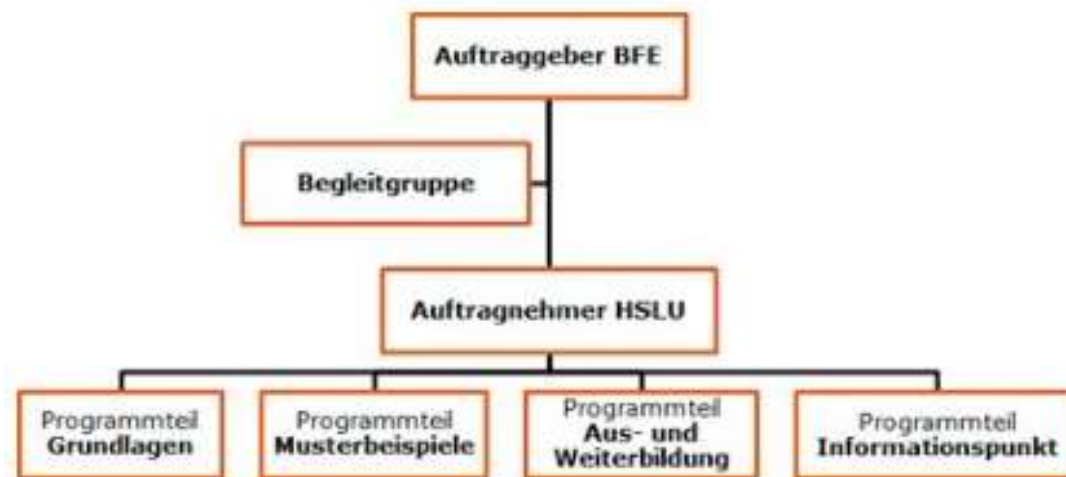 Auftraggeber BFE
Begleitgruppe
Auftragnehmer HSLU
Programmteil
Grundlagen
Programmteil
Musterbeispiele
Programmteil
Aus- und
Weiterbildung
Programmteil
Informationspunkt